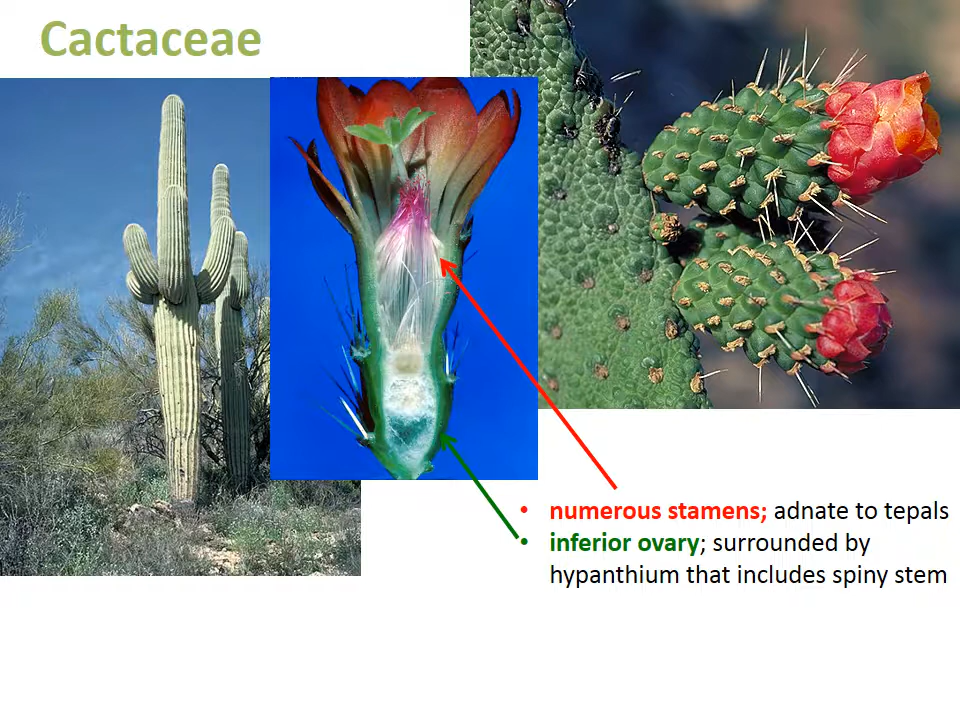 Cactaceae
• numerous stamens; adnate to tepals
• inferior ovary; surrounded by
hypanthium that includes spiny stem